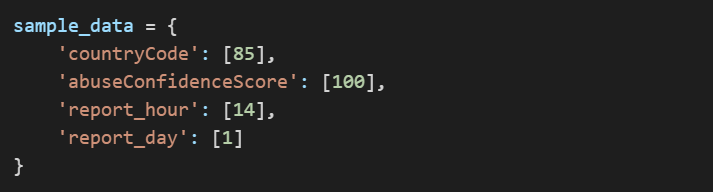 sample_data = {
    'countryCode': [85],
    'abuseConfidenceScore': [100],
    'report_hour': [14],
    'report_day': [1]
}